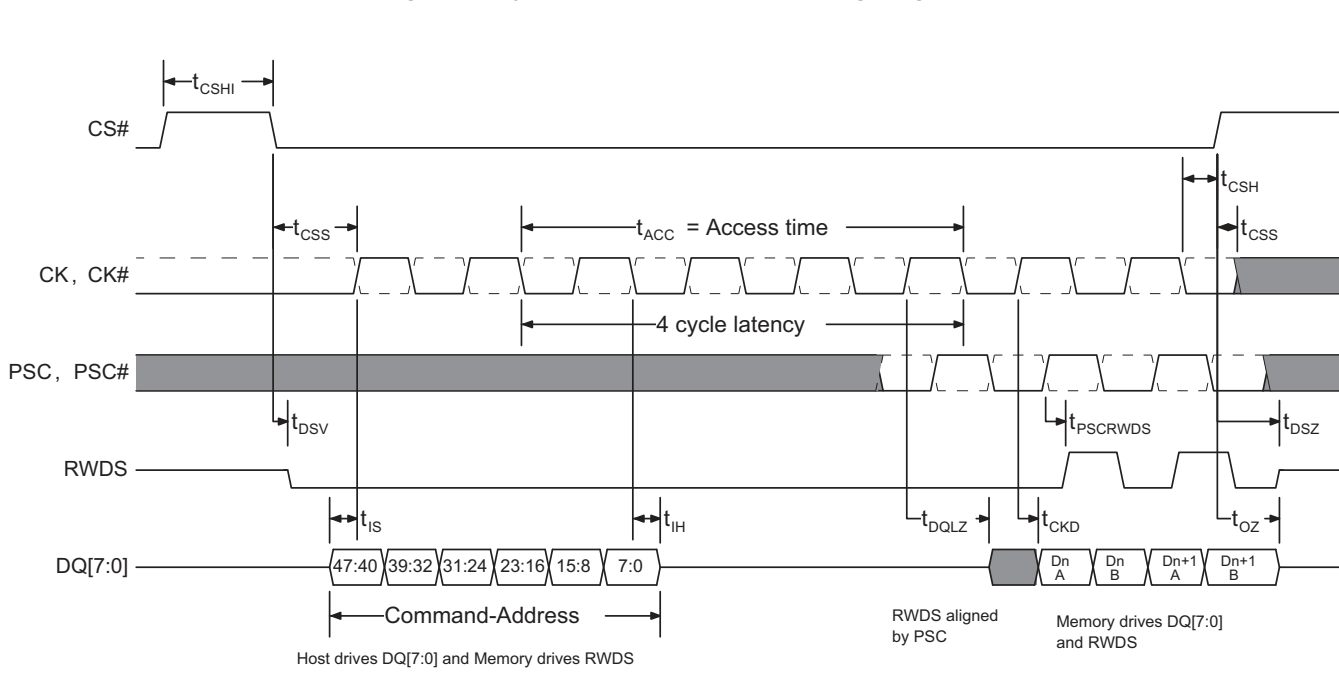 tCSHI
CS#
tCSH
tCSS
tACC = Access time
tCSS
CK, CK#
4 cycle latency
PSC, PSC#
tDSV
tPSCRWDS
tDSZ
RWDS
tIS
tIH
tDQLZ
tCKD
tOZ
DQ[7:0]
47:40 39:32 31:24 23:16 15:8 7:0
Dn A
Dn B
Dn+1 A
Dn+1 B
Command-Address
RWDS aligned
by PSC
Memory drives DQ[7:0]
and RWDS
Host drives DQ[7:0] and Memory drives RWDS